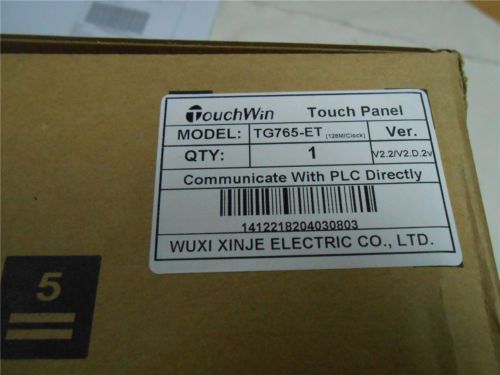 TouchWin Touch Panel
MODEL: TG765-ET (128M/Clock) Ver.
QTY: 1 V2.2/V2.D.2v
Communicate With PLC Directly
1412218204030803
WUXI XINJE ELECTRIC CO., LTD.
5